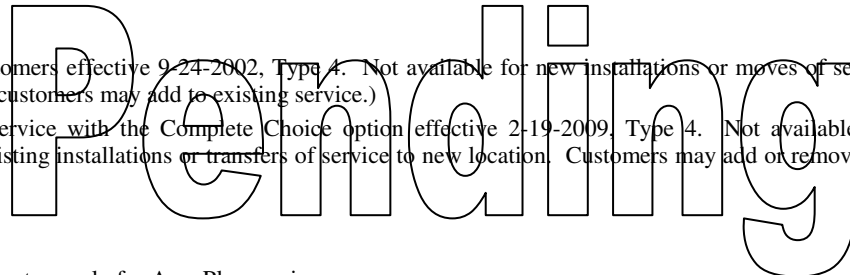 Pending
omers effective 9-24-2002, Type 4. Not available for new installations or moves of se
customers may add to existing service.)
ervice with the Complete Choice option effective 2-19-2009, Type 4. Not available
isting installations or transfers of service to new location. Customers may add or remov